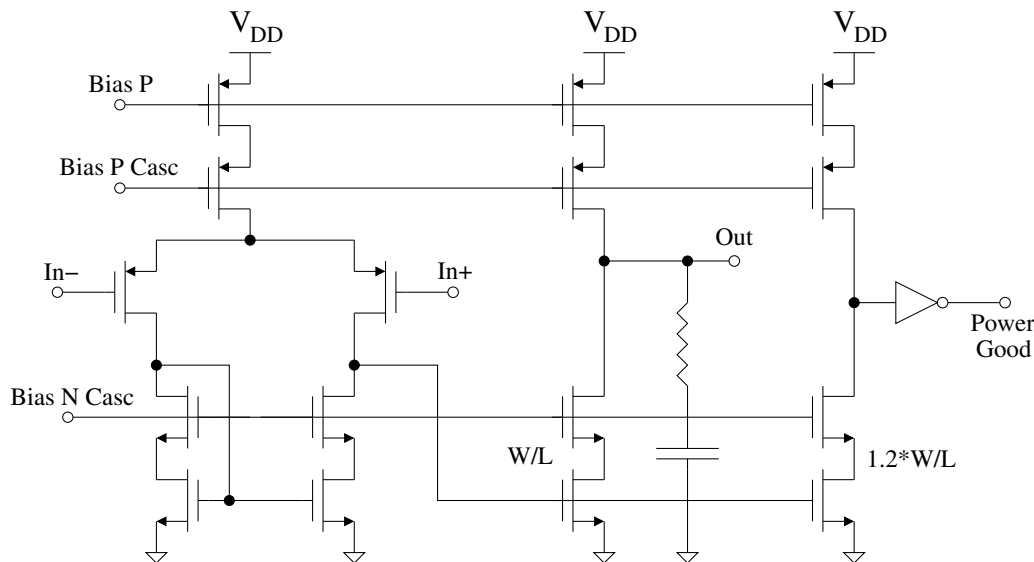 VDD
VDD
VDD
Bias P
Bias P Casc
Out
In−
In+
Power
Good
Bias N Casc
W/L
1.2*W/L